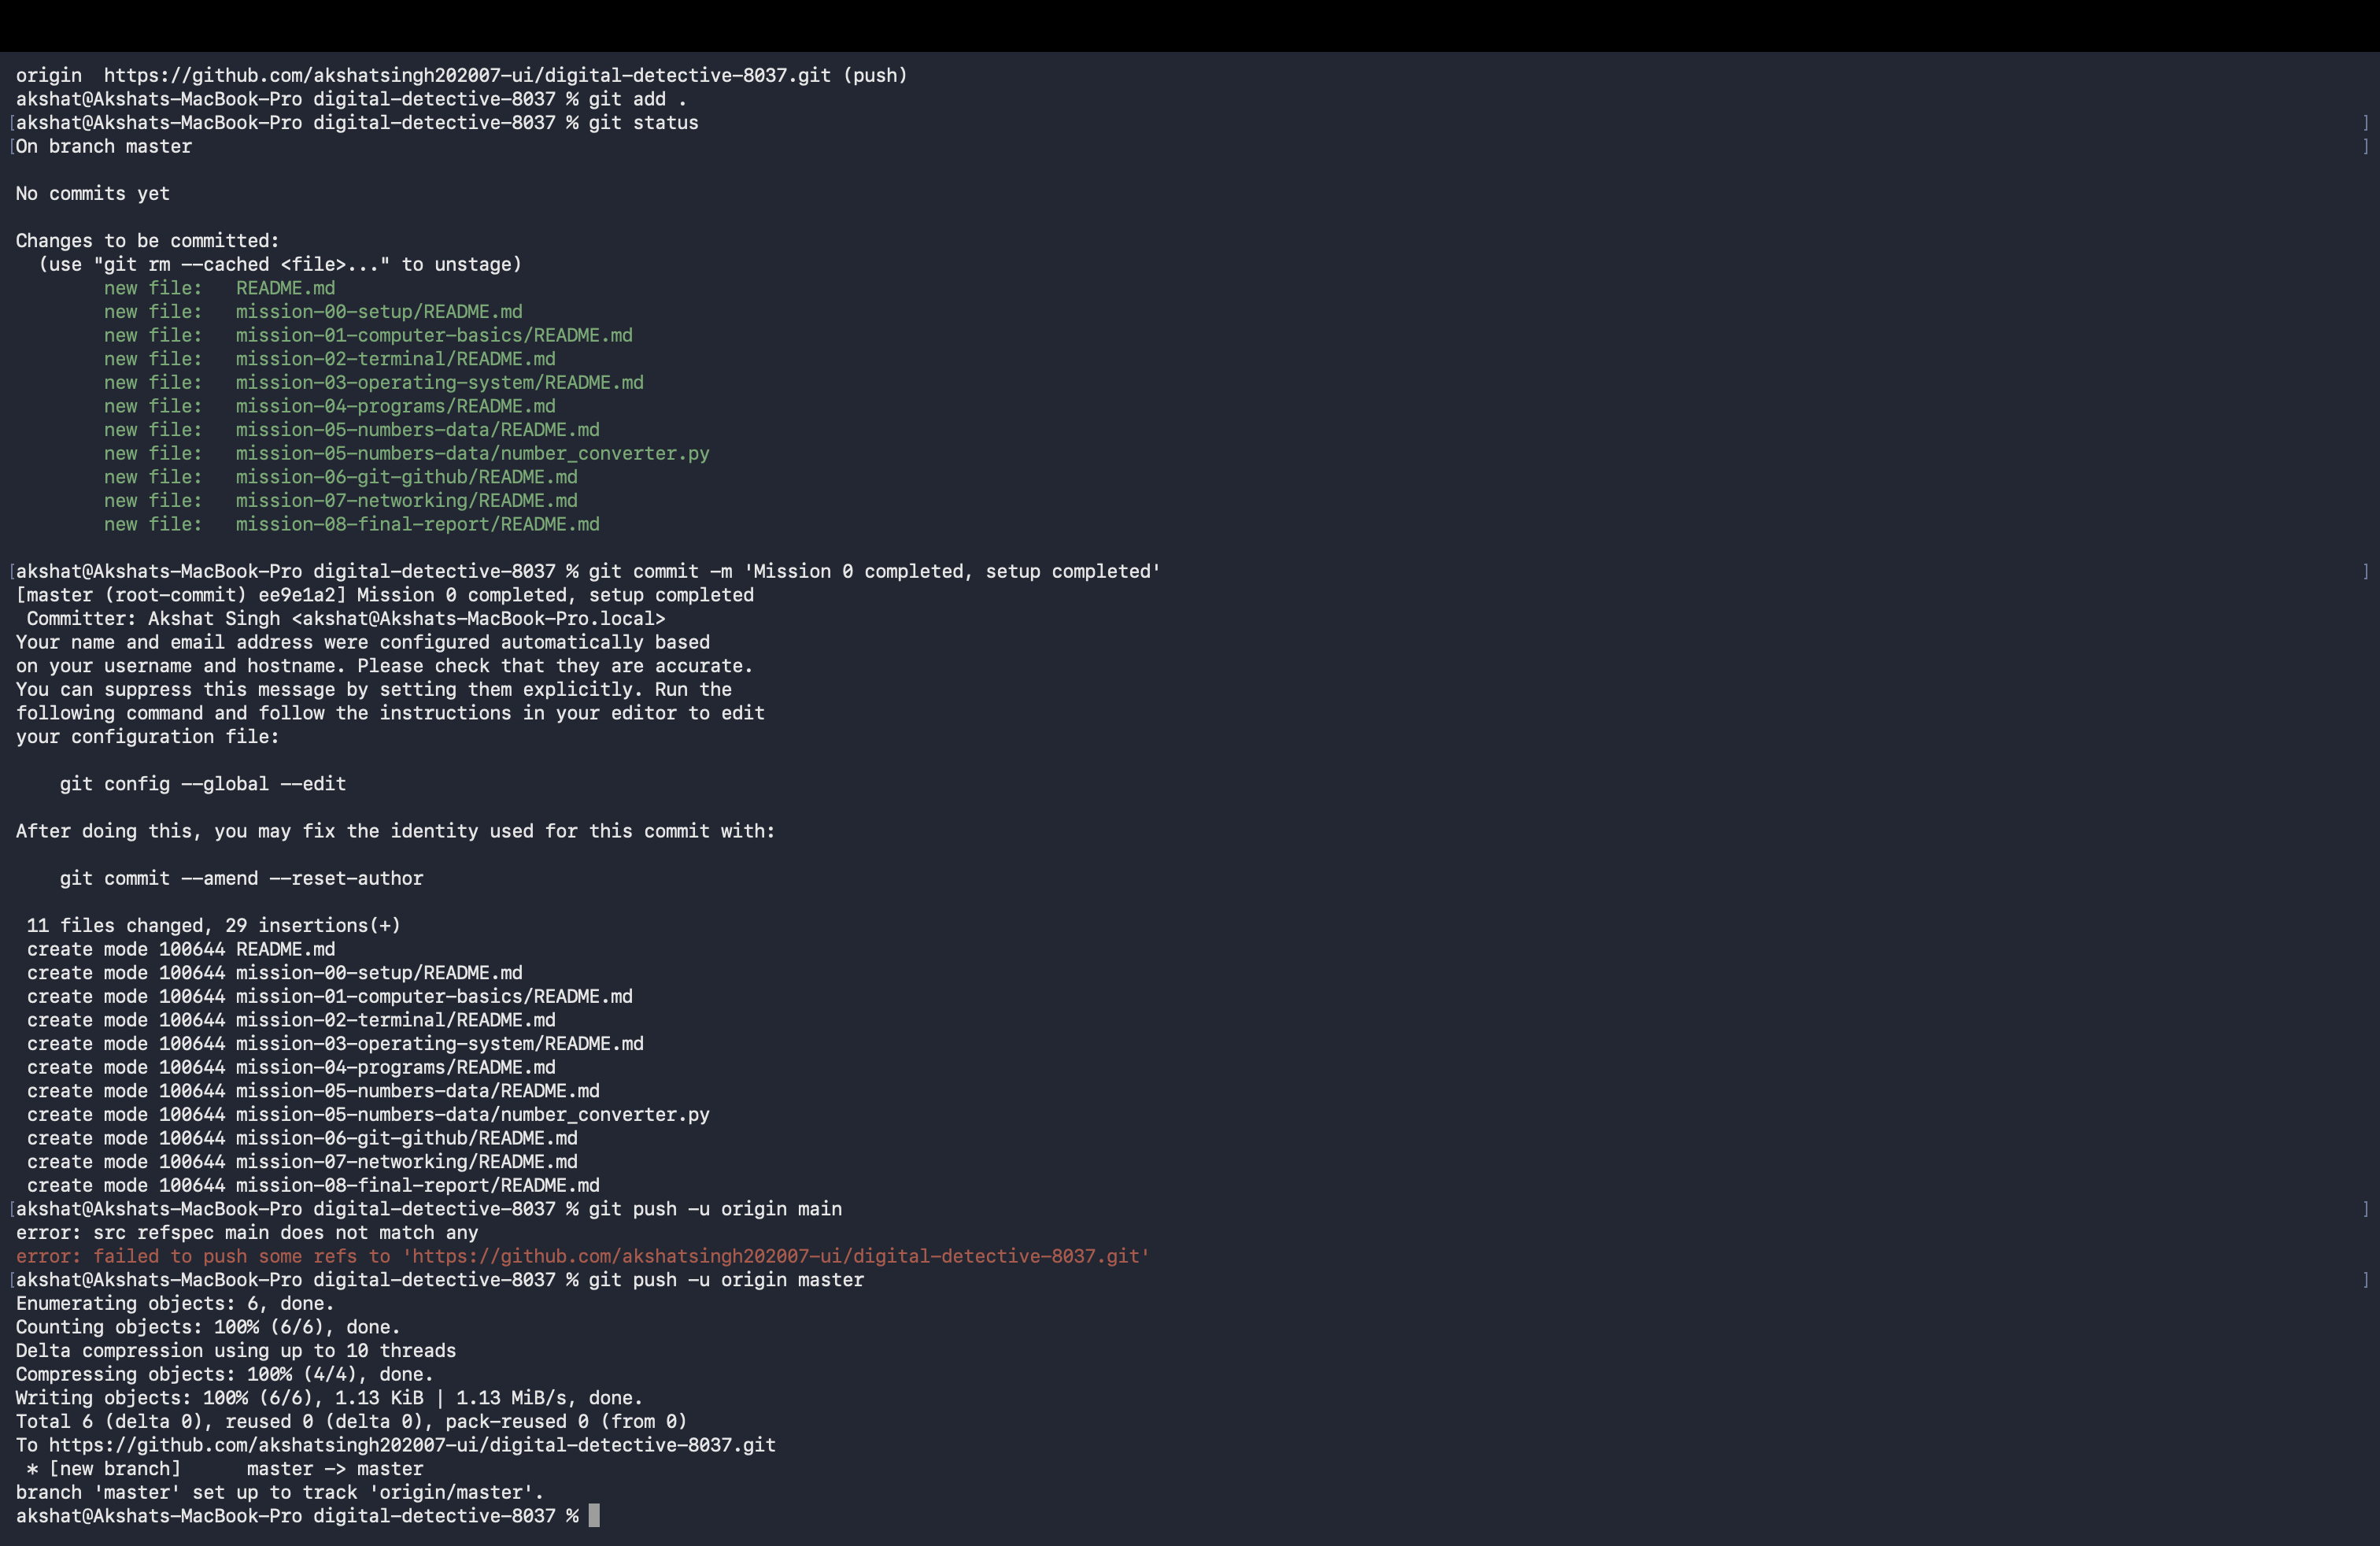 origin  https://github.com/akshatsingh202007-ui/digital-detective-8037.git (push)
akshat@Akshats-MacBook-Pro digital-detective-8037 % git add .
[akshat@Akshats-MacBook-Pro digital-detective-8037 % git status ]
[On branch master ]
No commits yet
Changes to be committed:
  (use "git rm --cached <file>..." to unstage)
        new file:   README.md
        new file:   mission-00-setup/README.md
        new file:   mission-01-computer-basics/README.md
        new file:   mission-02-terminal/README.md
        new file:   mission-03-operating-system/README.md
        new file:   mission-04-programs/README.md
        new file:   mission-05-numbers-data/README.md
        new file:   mission-05-numbers-data/number_converter.py
        new file:   mission-06-git-github/README.md
        new file:   mission-07-networking/README.md
        new file:   mission-08-final-report/README.md
[akshat@Akshats-MacBook-Pro digital-detective-8037 % git commit -m 'Mission 0 completed, setup completed' ]
[master (root-commit) ee9e1a2] Mission 0 completed, setup completed
 Committer: Akshat Singh <akshat@Akshats-MacBook-Pro.local>
Your name and email address were configured automatically based
on your username and hostname. Please check that they are accurate.
You can suppress this message by setting them explicitly. Run the
following command and follow the instructions in your editor to edit
your configuration file:
    git config --global --edit
After doing this, you may fix the identity used for this commit with:
    git commit --amend --reset-author
 11 files changed, 29 insertions(+)
 create mode 100644 README.md
 create mode 100644 mission-00-setup/README.md
 create mode 100644 mission-01-computer-basics/README.md
 create mode 100644 mission-02-terminal/README.md
 create mode 100644 mission-03-operating-system/README.md
 create mode 100644 mission-04-programs/README.md
 create mode 100644 mission-05-numbers-data/README.md
 create mode 100644 mission-05-numbers-data/number_converter.py
 create mode 100644 mission-06-git-github/README.md
 create mode 100644 mission-07-networking/README.md
 create mode 100644 mission-08-final-report/README.md
[akshat@Akshats-MacBook-Pro digital-detective-8037 % git push -u origin main ]
error: src refspec main does not match any
error: failed to push some refs to 'https://github.com/akshatsingh202007-ui/digital-detective-8037.git'
[akshat@Akshats-MacBook-Pro digital-detective-8037 % git push -u origin master ]
Enumerating objects: 6, done.
Counting objects: 100% (6/6), done.
Delta compression using up to 10 threads
Compressing objects: 100% (4/4), done.
Writing objects: 100% (6/6), 1.13 KiB | 1.13 MiB/s, done.
Total 6 (delta 0), reused 0 (delta 0), pack-reused 0 (from 0)
To https://github.com/akshatsingh202007-ui/digital-detective-8037.git
 * [new branch]      master -> master
branch 'master' set up to track 'origin/master'.
akshat@Akshats-MacBook-Pro digital-detective-8037 %